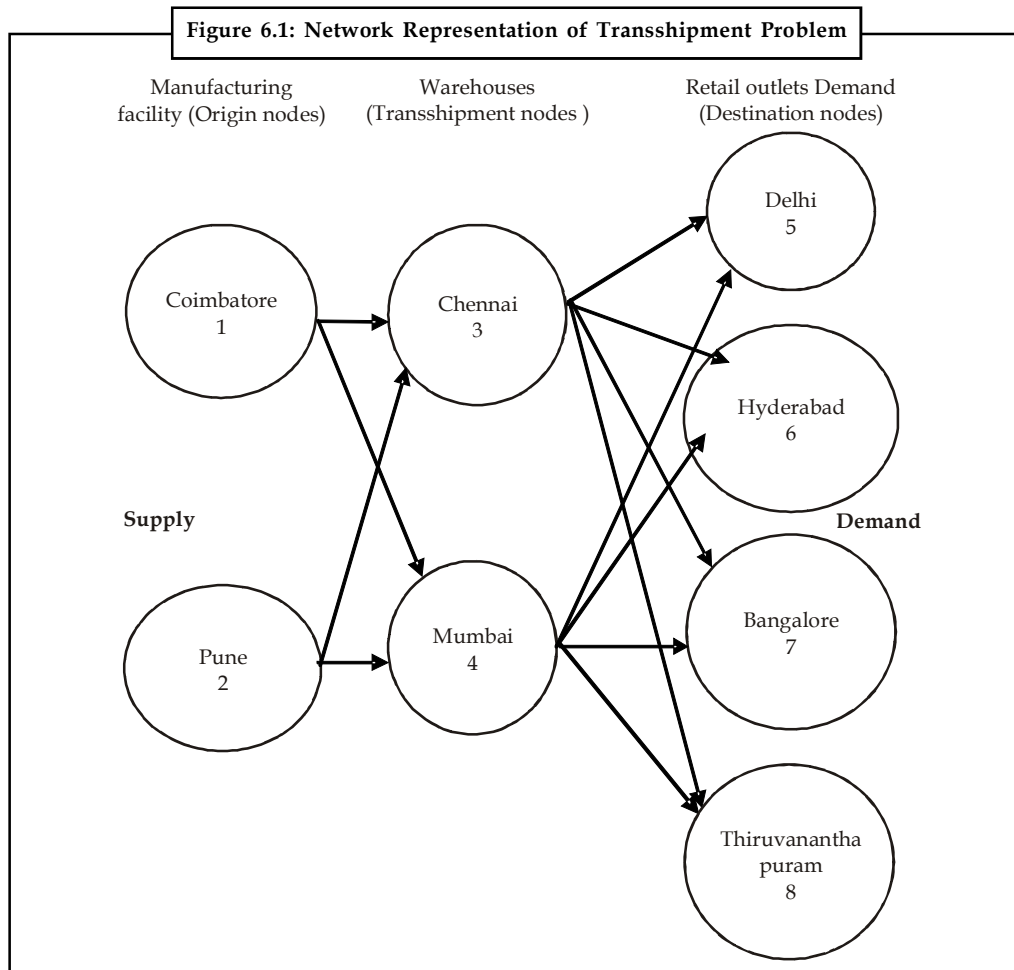 Figure 6.1: Network Representation of Transshipment Problem
Manufacturing
facility (Origin nodes)
Warehouses
(Transshipment nodes )
Retail outlets Demand
(Destination nodes)
Coimbatore
1
Pune
2
Supply
Chennai
3
Mumbai
4
Delhi
5
Hyderabad
6
Demand
Bangalore
7
Thiruvanantha
puram
8